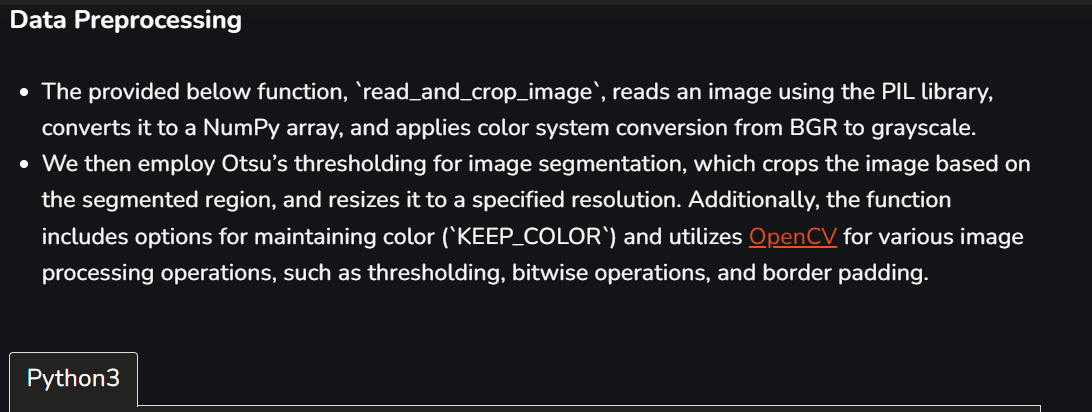 Data Preprocessing
• The provided below function, `read_and_crop_image`, reads an image using the PIL library,
converts it to a NumPy array, and applies color system conversion from BGR to grayscale.
• We then employ Otsu’s thresholding for image segmentation, which crops the image based on
the segmented region, and resizes it to a specified resolution. Additionally, the function
includes options for maintaining color (`KEEP_COLOR`) and utilizes OpenCV for various image
processing operations, such as thresholding, bitwise operations, and border padding.
Python3